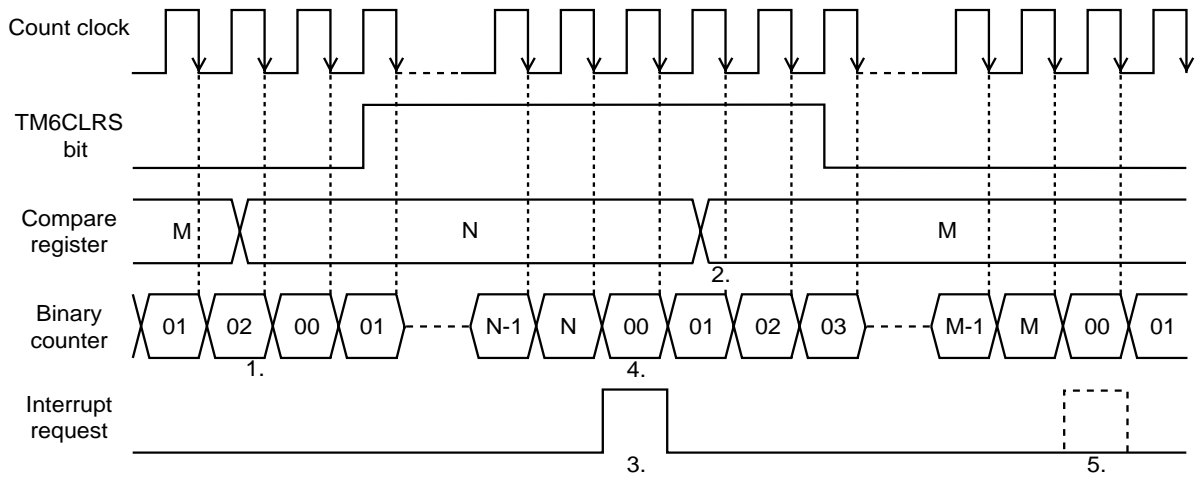 Count clock
TM6CLRS
bit
Compare
register
M N M
2.
Binary
counter
01 02 00 01 N-1 N 00 01 02 03 M-1 M 00 01
1. 4.
Interrupt
request
3. 5.